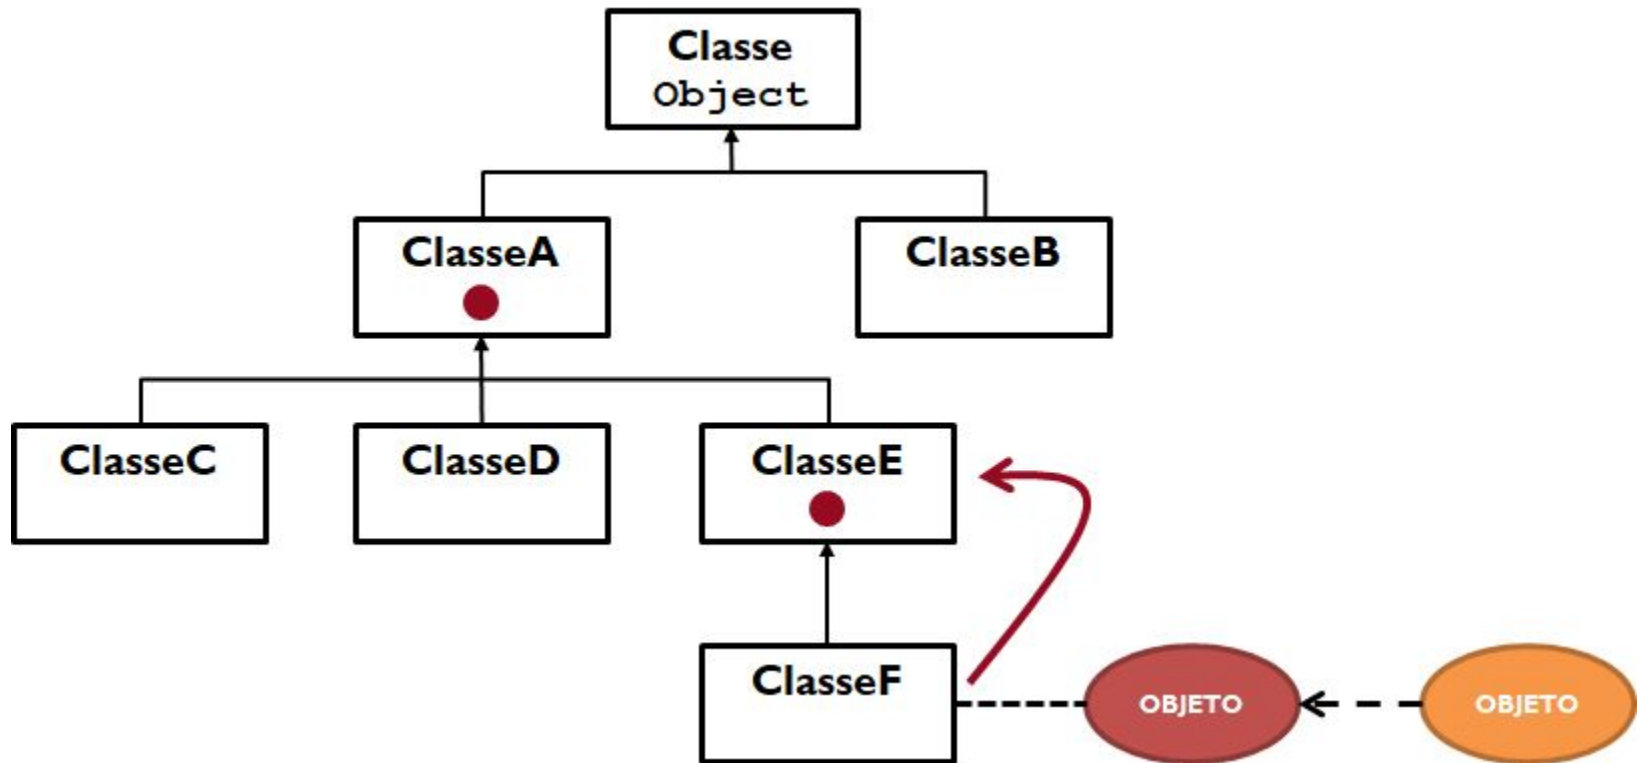 Classe
Object
ClasseA
ClasseB
ClasseC
ClasseD
ClasseE
ClasseF
OBJETO
OBJETO